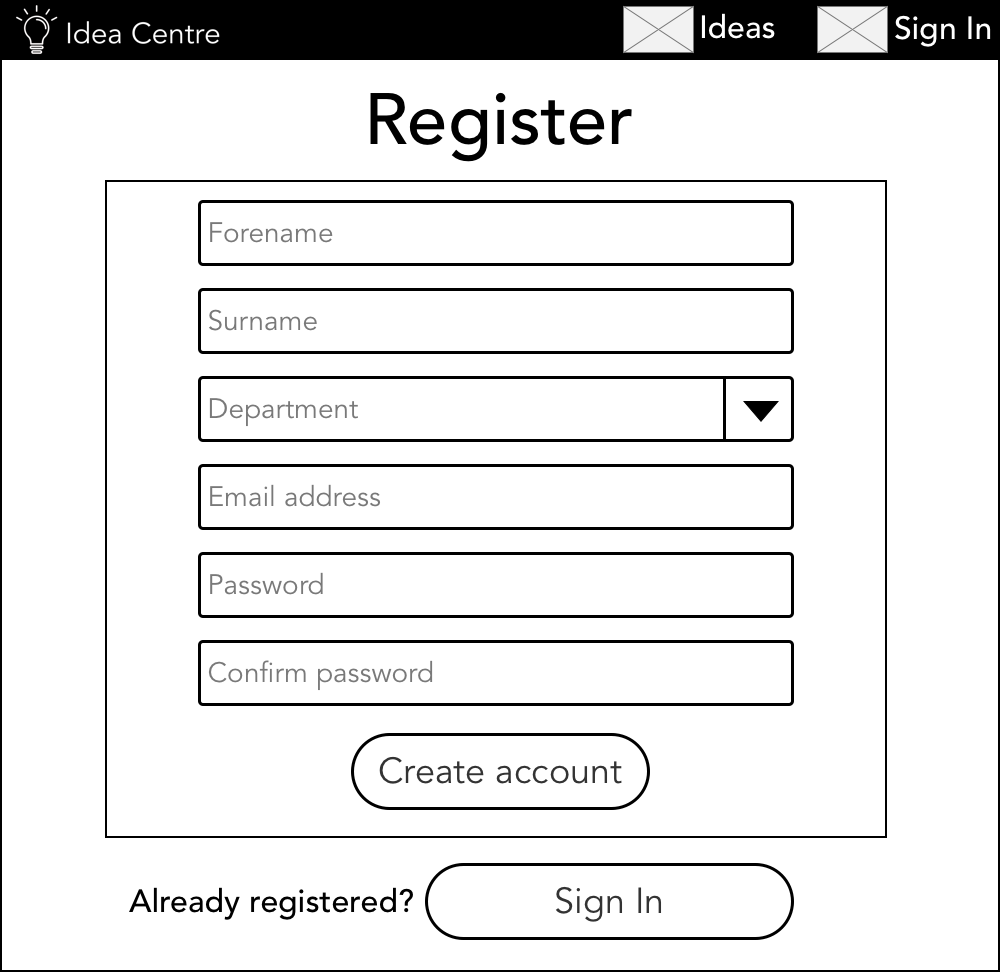 Idea Centre
Ideas
Sign In
Register
Forename
Surname
Department
Email address
Password
Confirm password
Create account
Already registered?
Sign In